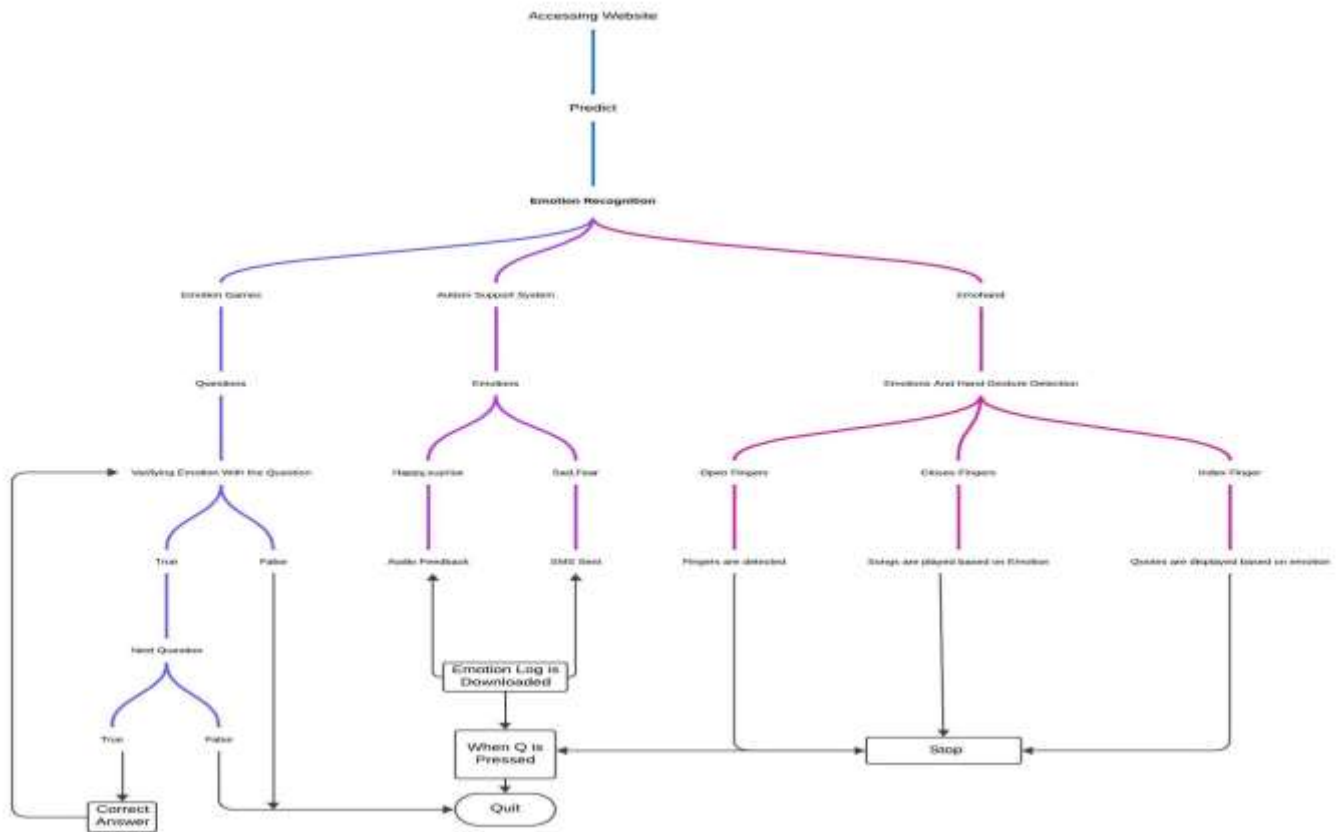 Accessing Website
Predict
Emotion Recognition
Emotion Games
Autism Support System
Emohand
Questions
Emotions
Emotions And Hand Gesture Detection
Verifying Emotion With the Question
Happy,surprise
Sad,Fear
Open Fingers
Closes Fingers
Index Finger
True
False
Audio Feedback
SMS Sent
Fingers are detected
Songs are played based on Emotion
Quotes are displayed based on emotion
Next Question
Emotion Log is
Downloaded
True
False
When Q is
Pressed
Stop
Correct
Answer
Quit